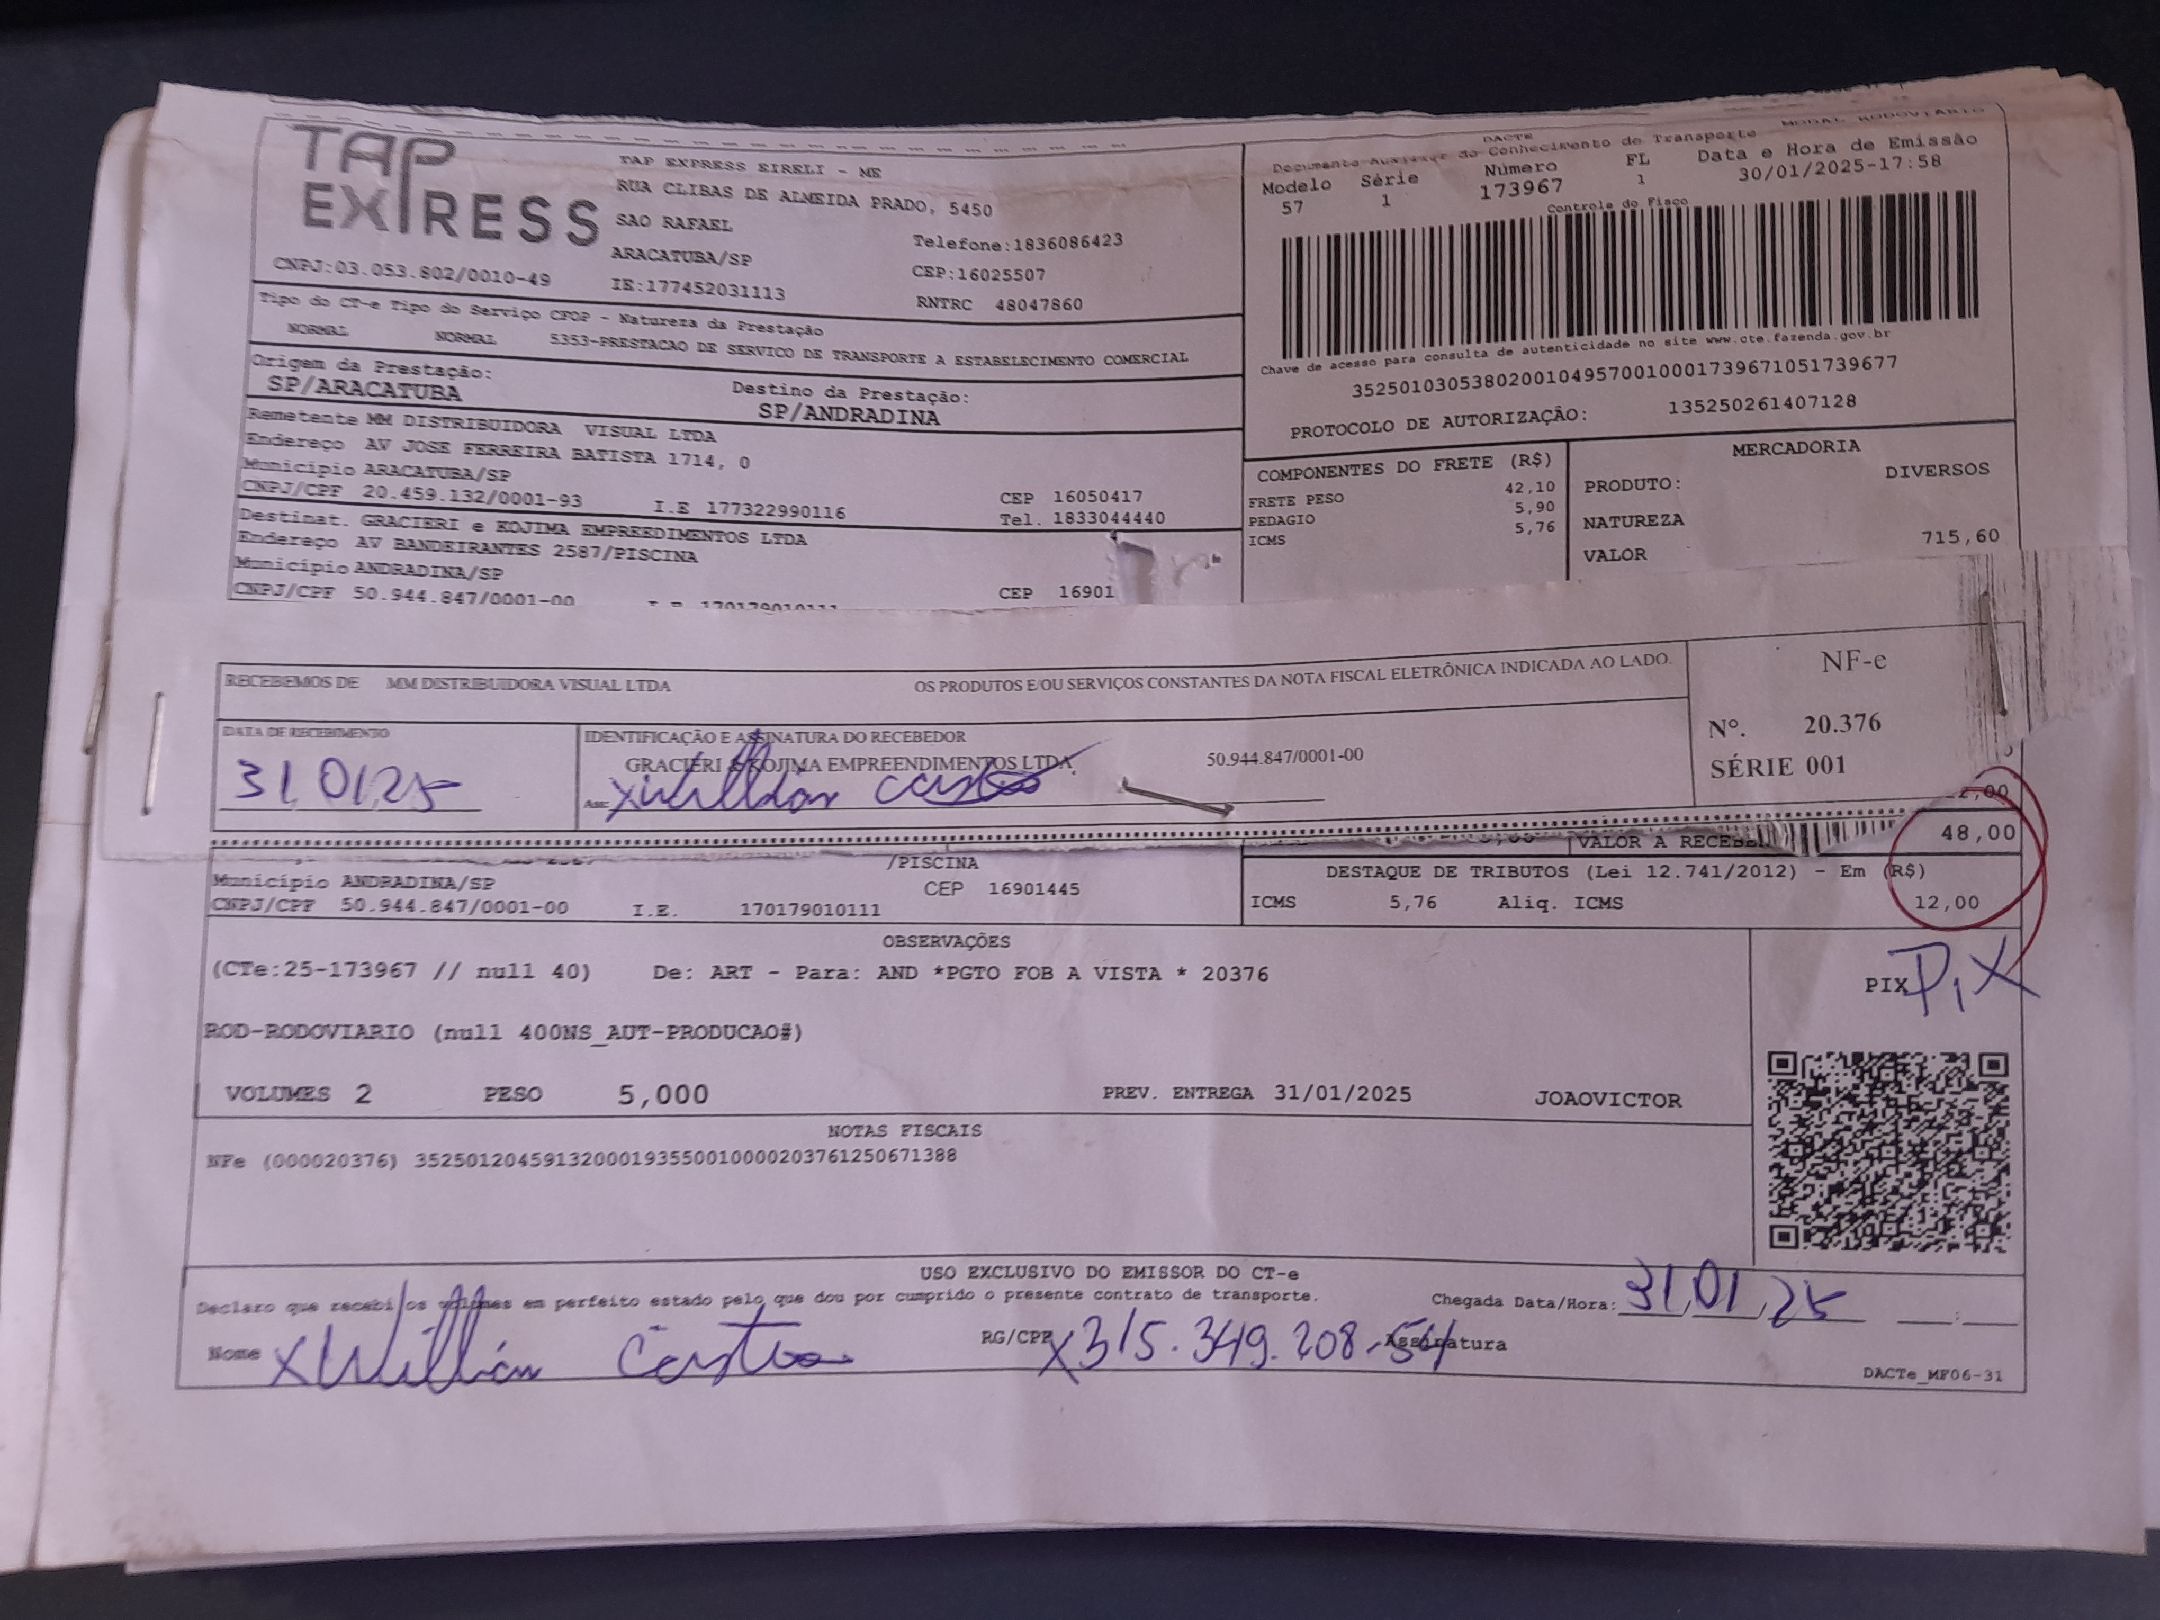 TAP
EXPRESS
CNPJ:03.053.802/0010-49
TAP EXPRESS EIRELI - ME
RUA CLIBAS DE ALMEIDA PRADO, 5450
SAO RAFAEL
ARACATUBA/SP
IE:177452031113
Telefone:1836086423
CEP:16025507
RNTRC 48047860
DACTE
MODAL RODOVIARIO
Documento Auxiliar do Conhecimento de Transporte
Modelo Série Número FL Data e Hora de Emissão
57 1 173967 1 30/01/2025-17:58
Controle do Fisco
Chave de acesso para consulta de autenticidade no site www.cte.fazenda.gov.br
35250103053802001049570010001739671051739677
PROTOCOLO DE AUTORIZAÇÃO: 135250261407128
Tipo do CT-e Tipo do Serviço CFOP - Natureza da Prestação
NORMAL NORMAL 5353-PRESTACAO DE SERVICO DE TRANSPORTE A ESTABELECIMENTO COMERCIAL
Origem da Prestação: Destino da Prestação:
SP/ARACATUBA SP/ANDRADINA
Remetente MM DISTRIBUIDORA VISUAL LTDA
Endereço AV JOSE FERREIRA BATISTA 1714, 0
Município ARACATUBA/SP CEP 16050417
CNPJ/CPF 20.459.132/0001-93 I.E 177322990116 Tel. 1833044440
Destinat. GRACIERI e KOJIMA EMPREEDIMENTOS LTDA
Endereço AV BANDEIRANTES 2587/PISCINA
Município ANDRADINA/SP CEP 16901
CNPJ/CPF 50.944.847/0001-00 I.E 170179010111
COMPONENTES DO FRETE (R$)
FRETE PESO 42,10
PEDAGIO 5,90
ICMS 5,76
MERCADORIA
PRODUTO: DIVERSOS
NATUREZA
VALOR 715,60
RECEBEMOS DE MM DISTRIBUIDORA VISUAL LTDA OS PRODUTOS E/OU SERVIÇOS CONSTANTES DA NOTA FISCAL ELETRÔNICA INDICADA AO LADO.
DATA DE RECEBIMENTO
31/01/25
IDENTIFICAÇÃO E ASSINATURA DO RECEBEDOR
GRACIERI & KOJIMA EMPREENDIMENTOS LTDA, 50.944.847/0001-00
Ass: x Willian Castro
NF-e
Nº. 20.376
SÉRIE 001
VALOR A RECEBER 48,00
/PISCINA
Município ANDRADINA/SP CEP 16901445
CNPJ/CPF 50.944.847/0001-00 I.E. 170179010111
DESTAQUE DE TRIBUTOS (Lei 12.741/2012) - Em (R$)
ICMS 5,76 Aliq. ICMS 12,00
OBSERVAÇÕES
(CTe:25-173967 // null 40) De: ART - Para: AND *PGTO FOB A VISTA * 20376
ROD-RODOVIARIO (null 400NS_AUT-PRODUCAO#)
VOLUMES 2 PESO 5,000 PREV. ENTREGA 31/01/2025 JOAOVICTOR
PIX PIX
NOTAS FISCAIS
NFe (000020376) 35250120459132000193550010000203761250671388
USO EXCLUSIVO DO EMISSOR DO CT-e
Declaro que recebi os volumes em perfeito estado pelo que dou por cumprido o presente contrato de transporte. Chegada Data/Hora: 31/01/25
Nome x Willian Castro RG/CPF x 315.349.208-54 Assinatura
DACTe_MF06-31